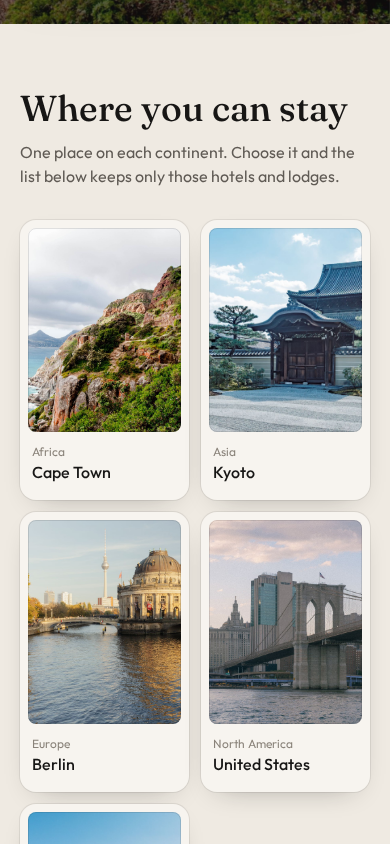 Where you can stay
One place on each continent. Choose it and the
list below keeps only those hotels and lodges.
Africa
Cape Town
Asia
Kyoto
Europe
Berlin
North America
United States